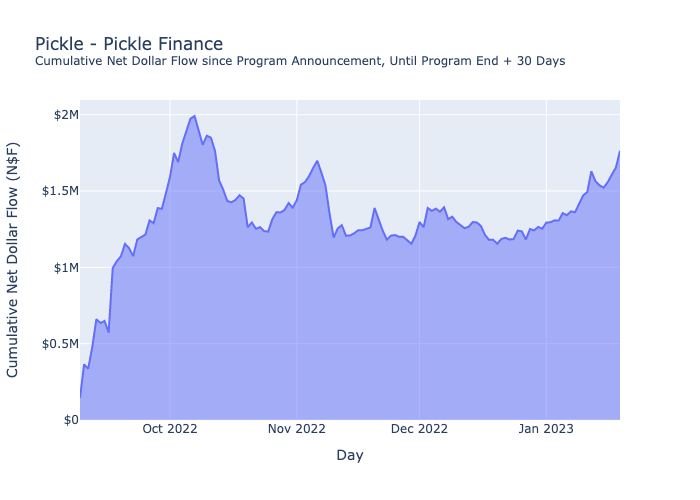 Pickle - Pickle Finance
Cumulative Net Dollar Flow since Program Announcement, Until Program End + 30 Days
Cumulative Net Dollar Flow (N$F)
$2M
$1.5M
$1M
$0.5M
$0
Oct 2022
Nov 2022
Dec 2022
Jan 2023
Day